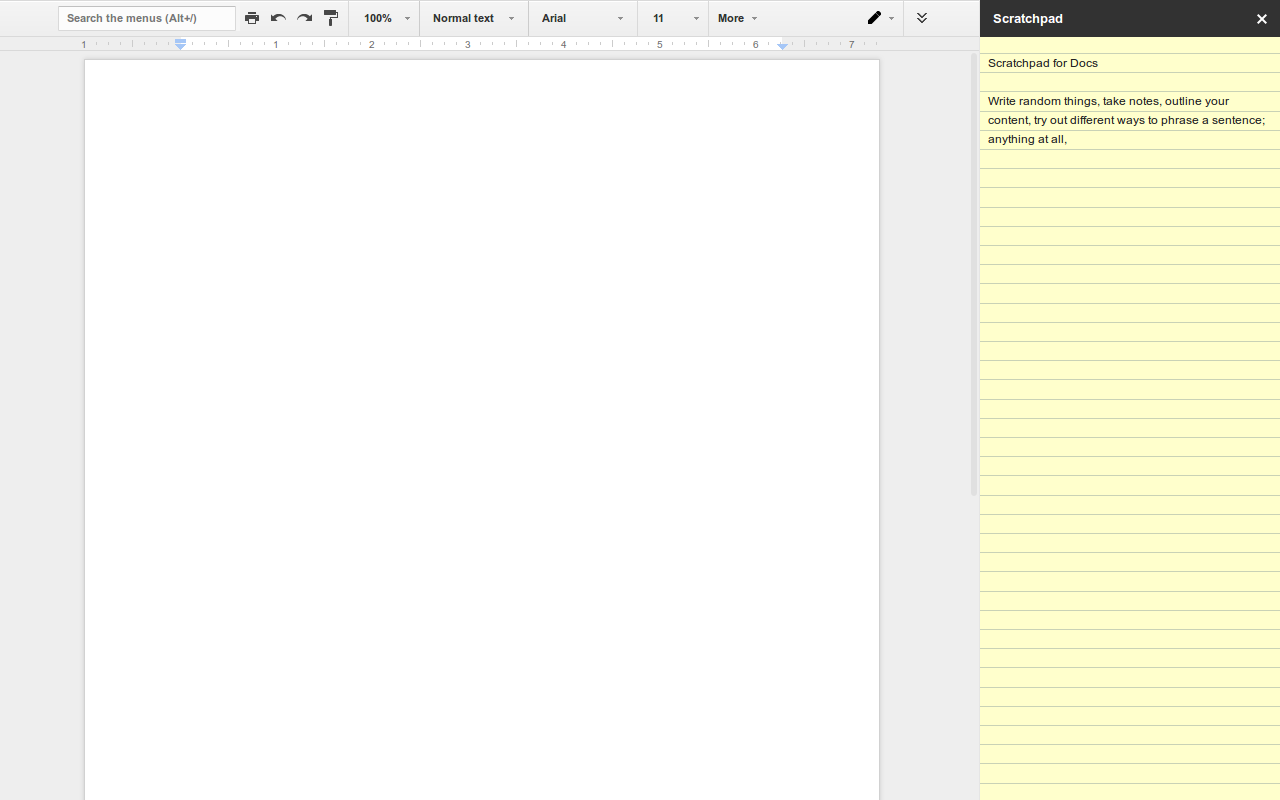 Search the menus (Alt+/)
100%
Normal text
Arial
11
More
Scratchpad
1 1 2 3 4 5 6 7
Scratchpad for Docs
Write random things, take notes, outline your
content, try out different ways to phrase a sentence;
anything at all,